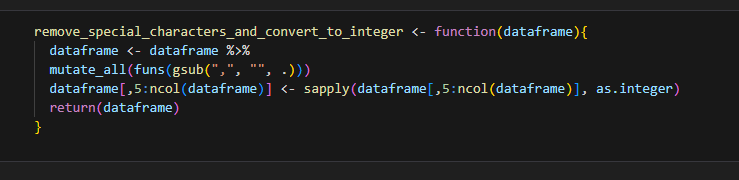 remove_special_characters_and_convert_to_integer <- function(dataframe){
  dataframe <- dataframe %>%
  mutate_all(funs(gsub(",", "", .)))
  dataframe[,5:ncol(dataframe)] <- sapply(dataframe[,5:ncol(dataframe)], as.integer)
  return(dataframe)
}